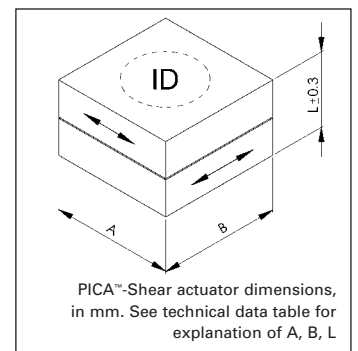 ID
L±0.3
A
B
PICA™-Shear actuator dimensions,
in mm. See technical data table for
explanation of A, B, L